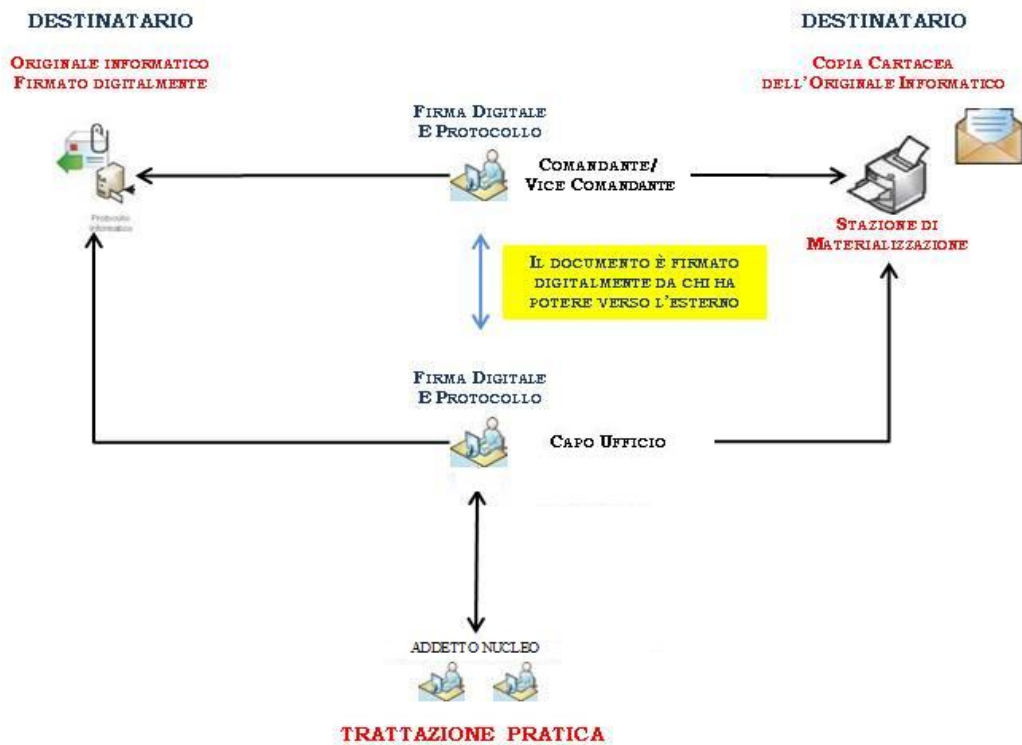 DESTINATARIO
ORIGINALE INFORMATICO
FIRMATO DIGITALMENTE
Protocollo
Informatico
FIRMA DIGITALE
E PROTOCOLLO
COMANDANTE/
VICE COMANDANTE
DESTINATARIO
COPIA CARTACEA
DELL'ORIGINALE INFORMATICO
STAZIONE DI
MATERIALIZZAZIONE
IL DOCUMENTO È FIRMATO
DIGITALMENTE DA CHI HA
POTERE VERSO L'ESTERNO
FIRMA DIGITALE
E PROTOCOLLO
CAPO UFFICIO
ADDETTO NUCLEO
TRATTAZIONE PRATICA